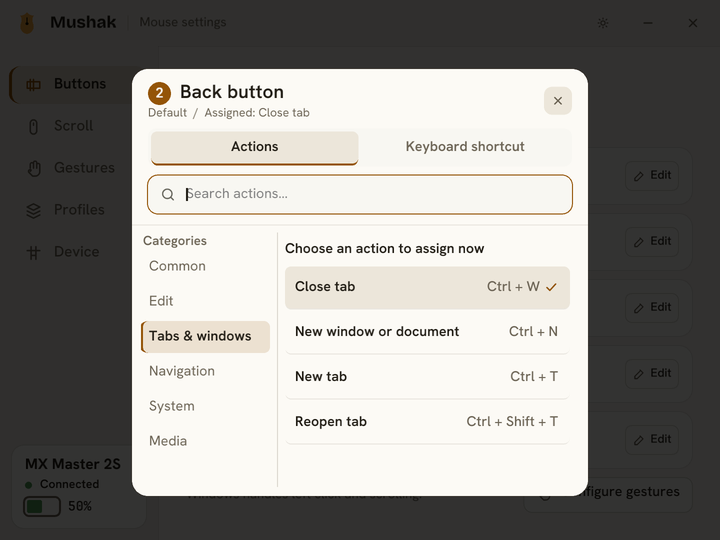 Mushak
Mouse settings
Buttons
Scroll
Gestures
Profiles
Device
MX Master 2S
Connected
50%
2 Back button
Default / Assigned: Close tab
Actions
Keyboard shortcut
Search actions...
Categories
Common
Edit
Tabs & windows
Navigation
System
Media
Choose an action to assign now
Close tab Ctrl + W
New window or document Ctrl + N
New tab Ctrl + T
Reopen tab Ctrl + Shift + T
Edit
Edit
Edit
Edit
Edit
gestures